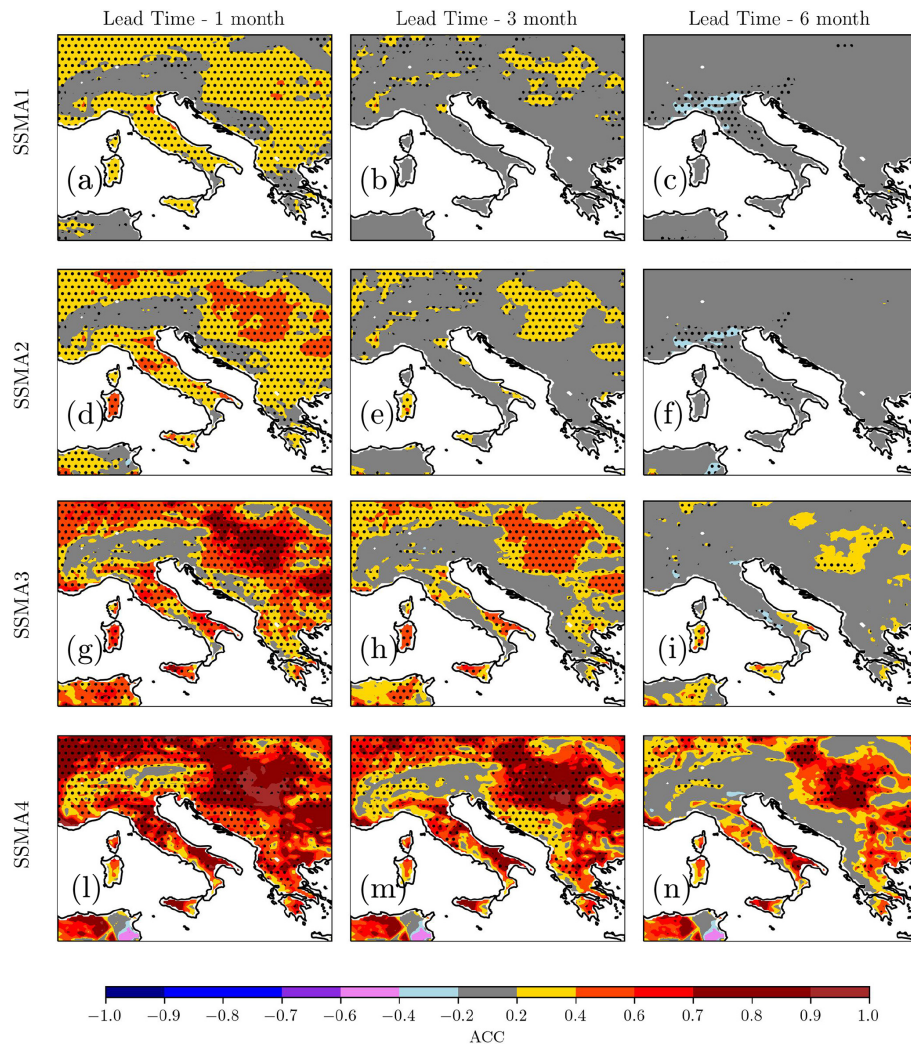 Lead Time - 1 month Lead Time - 3 month Lead Time - 6 month
SSMA1
(a) (b) (c)
SSMA2
(d) (e) (f)
SSMA3
(g) (h) (i)
SSMA4
(l) (m) (n)
−1.0 −0.9 −0.8 −0.7 −0.6 −0.4 −0.2 0.2 0.4 0.6 0.7 0.8 0.9 1.0
ACC